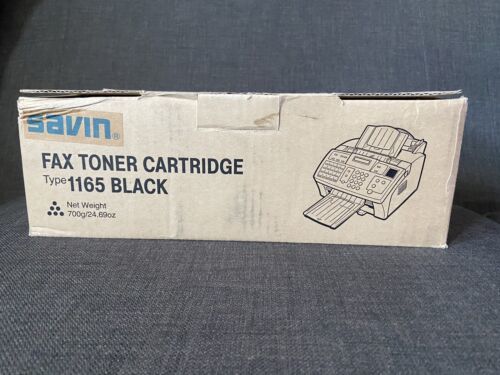 savin®
FAX TONER CARTRIDGE
Type 1165 BLACK
Net Weight
700g/24.69oz